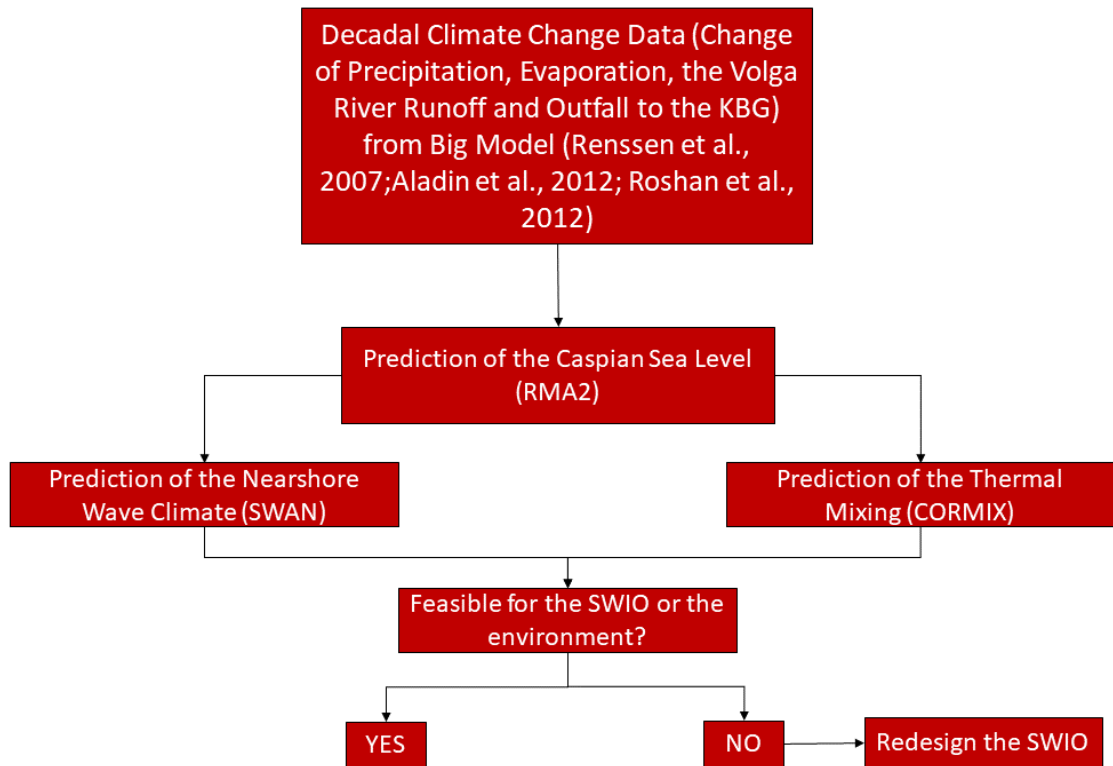 Decadal Climate Change Data (Change
of Precipitation, Evaporation, the Volga
River Runoff and Outfall to the KBG)
from Big Model (Renssen et al.,
2007;Aladin et al., 2012; Roshan et al.,
2012)
Prediction of the Caspian Sea Level
(RMA2)
Prediction of the Nearshore
Wave Climate (SWAN)
Prediction of the Thermal
Mixing (CORMIX)
Feasible for the SWIO or the
environment?
YES
NO
Redesign the SWIO